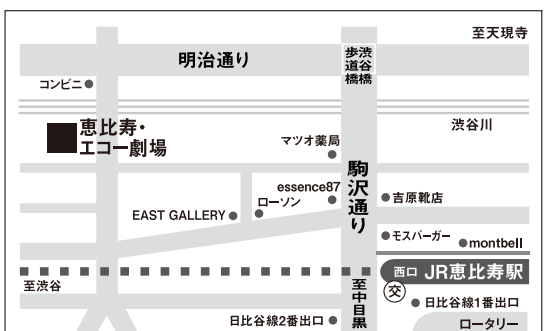 至天現寺
明治通り
渋谷橋
歩道橋
コンビニ
恵比寿・
エコー劇場
渋谷川
マツオ薬局
駒沢通り
essence87
ローソン
吉原靴店
EAST GALLERY
モスバーガー
montbell
西口 JR恵比寿駅
至渋谷
交
至中目黒
日比谷線1番出口
日比谷線2番出口
ロータリー